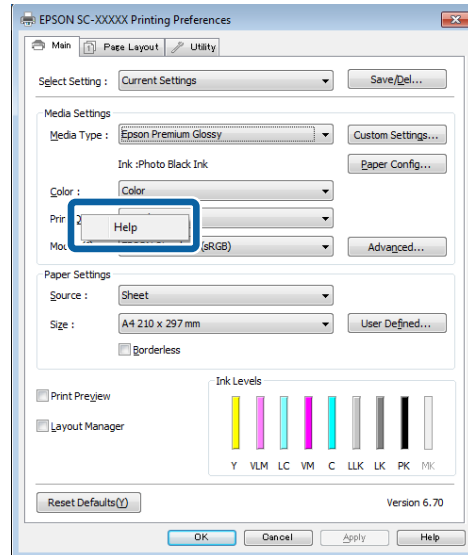 EPSON SC-XXXXX Printing Preferences
Main Page Layout Utility
Select Setting : Current Settings Save/Del...
Media Settings
Media Type : Epson Premium Glossy Custom Settings...
Ink :Photo Black Ink Paper Config...
Color : Color
Help
(sRGB) Advanced...
Paper Settings
Source : Sheet
Size : A4 210 x 297 mm User Defined...
Borderless
Print Preview
Layout Manager
Ink Levels
Y VLM LC VM C LLK LK PK MK
Reset Defaults(Y) Version 6.70
OK Cancel Apply Help